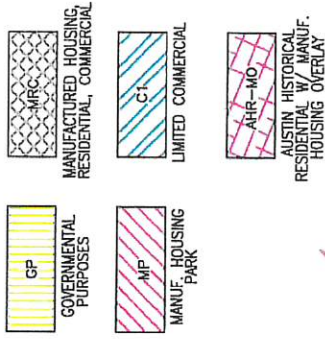 GP
GOVERNMENTAL
PURPOSES
MP
MANUF. HOUSING
PARK
MRC
MANUFACTURED HOUSING,
RESIDENTIAL, COMMERCIAL
C1
LIMITED COMMERCIAL
AHR-MO
AUSTIN HISTORICAL
RESIDENTIAL W/ MANUF.
HOUSING OVERLAY